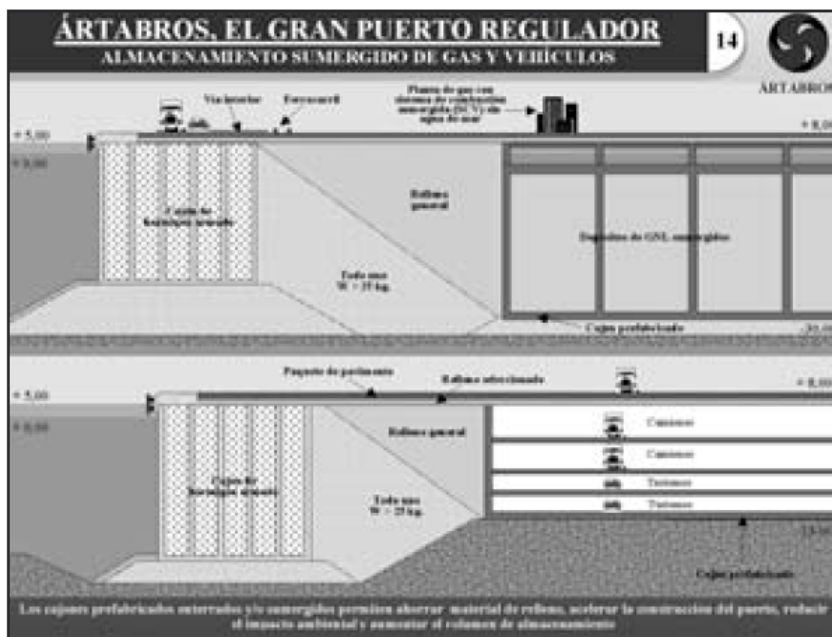 ÁRTABROS, EL GRAN PUERTO REGULADOR
ALMACENAMIENTO SUMERGIDO DE GAS Y VEHÍCULOS
14
ÁRTABROS
Vía interior
Ferrocarril
Planta de gas con
sistema de combustión
sumergida (SCV) sin
agua de mar
+ 5,00
+ 8,00
+ 0,00
Cajón de
hormigón armado
Relleno
general
Depósitos de GNL sumergidos
Todo uno
W > 25 kg.
Cajón prefabricado
Paquete de pavimento
Relleno seleccionado
+ 5,00
+ 8,00
+ 0,00
Relleno general
Camiones
Camiones
Cajón de
hormigón armado
Todo uno
W > 25 kg.
Turismos
Turismos
Cajón prefabricado
Los cajones prefabricados enterrados y/o sumergidos permiten ahorrar material de relleno, acelerar la construcción del puerto, reducir
el impacto ambiental y aumentar el volumen de almacenamiento